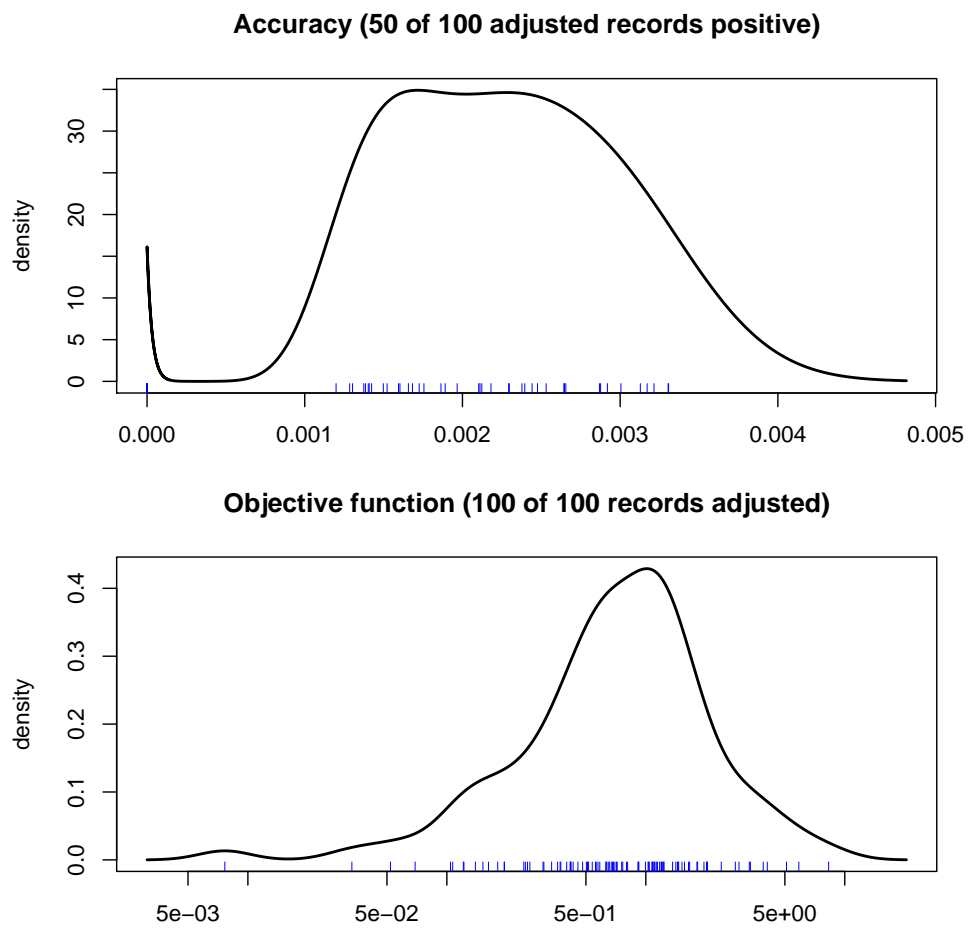 Accuracy (50 of 100 adjusted records positive)
density
30
20
10
5
0
0.000 0.001 0.002 0.003 0.004 0.005
Objective function (100 of 100 records adjusted)
density
0.4
0.3
0.2
0.1
0.0
5e−03 5e−02 5e−01 5e+00